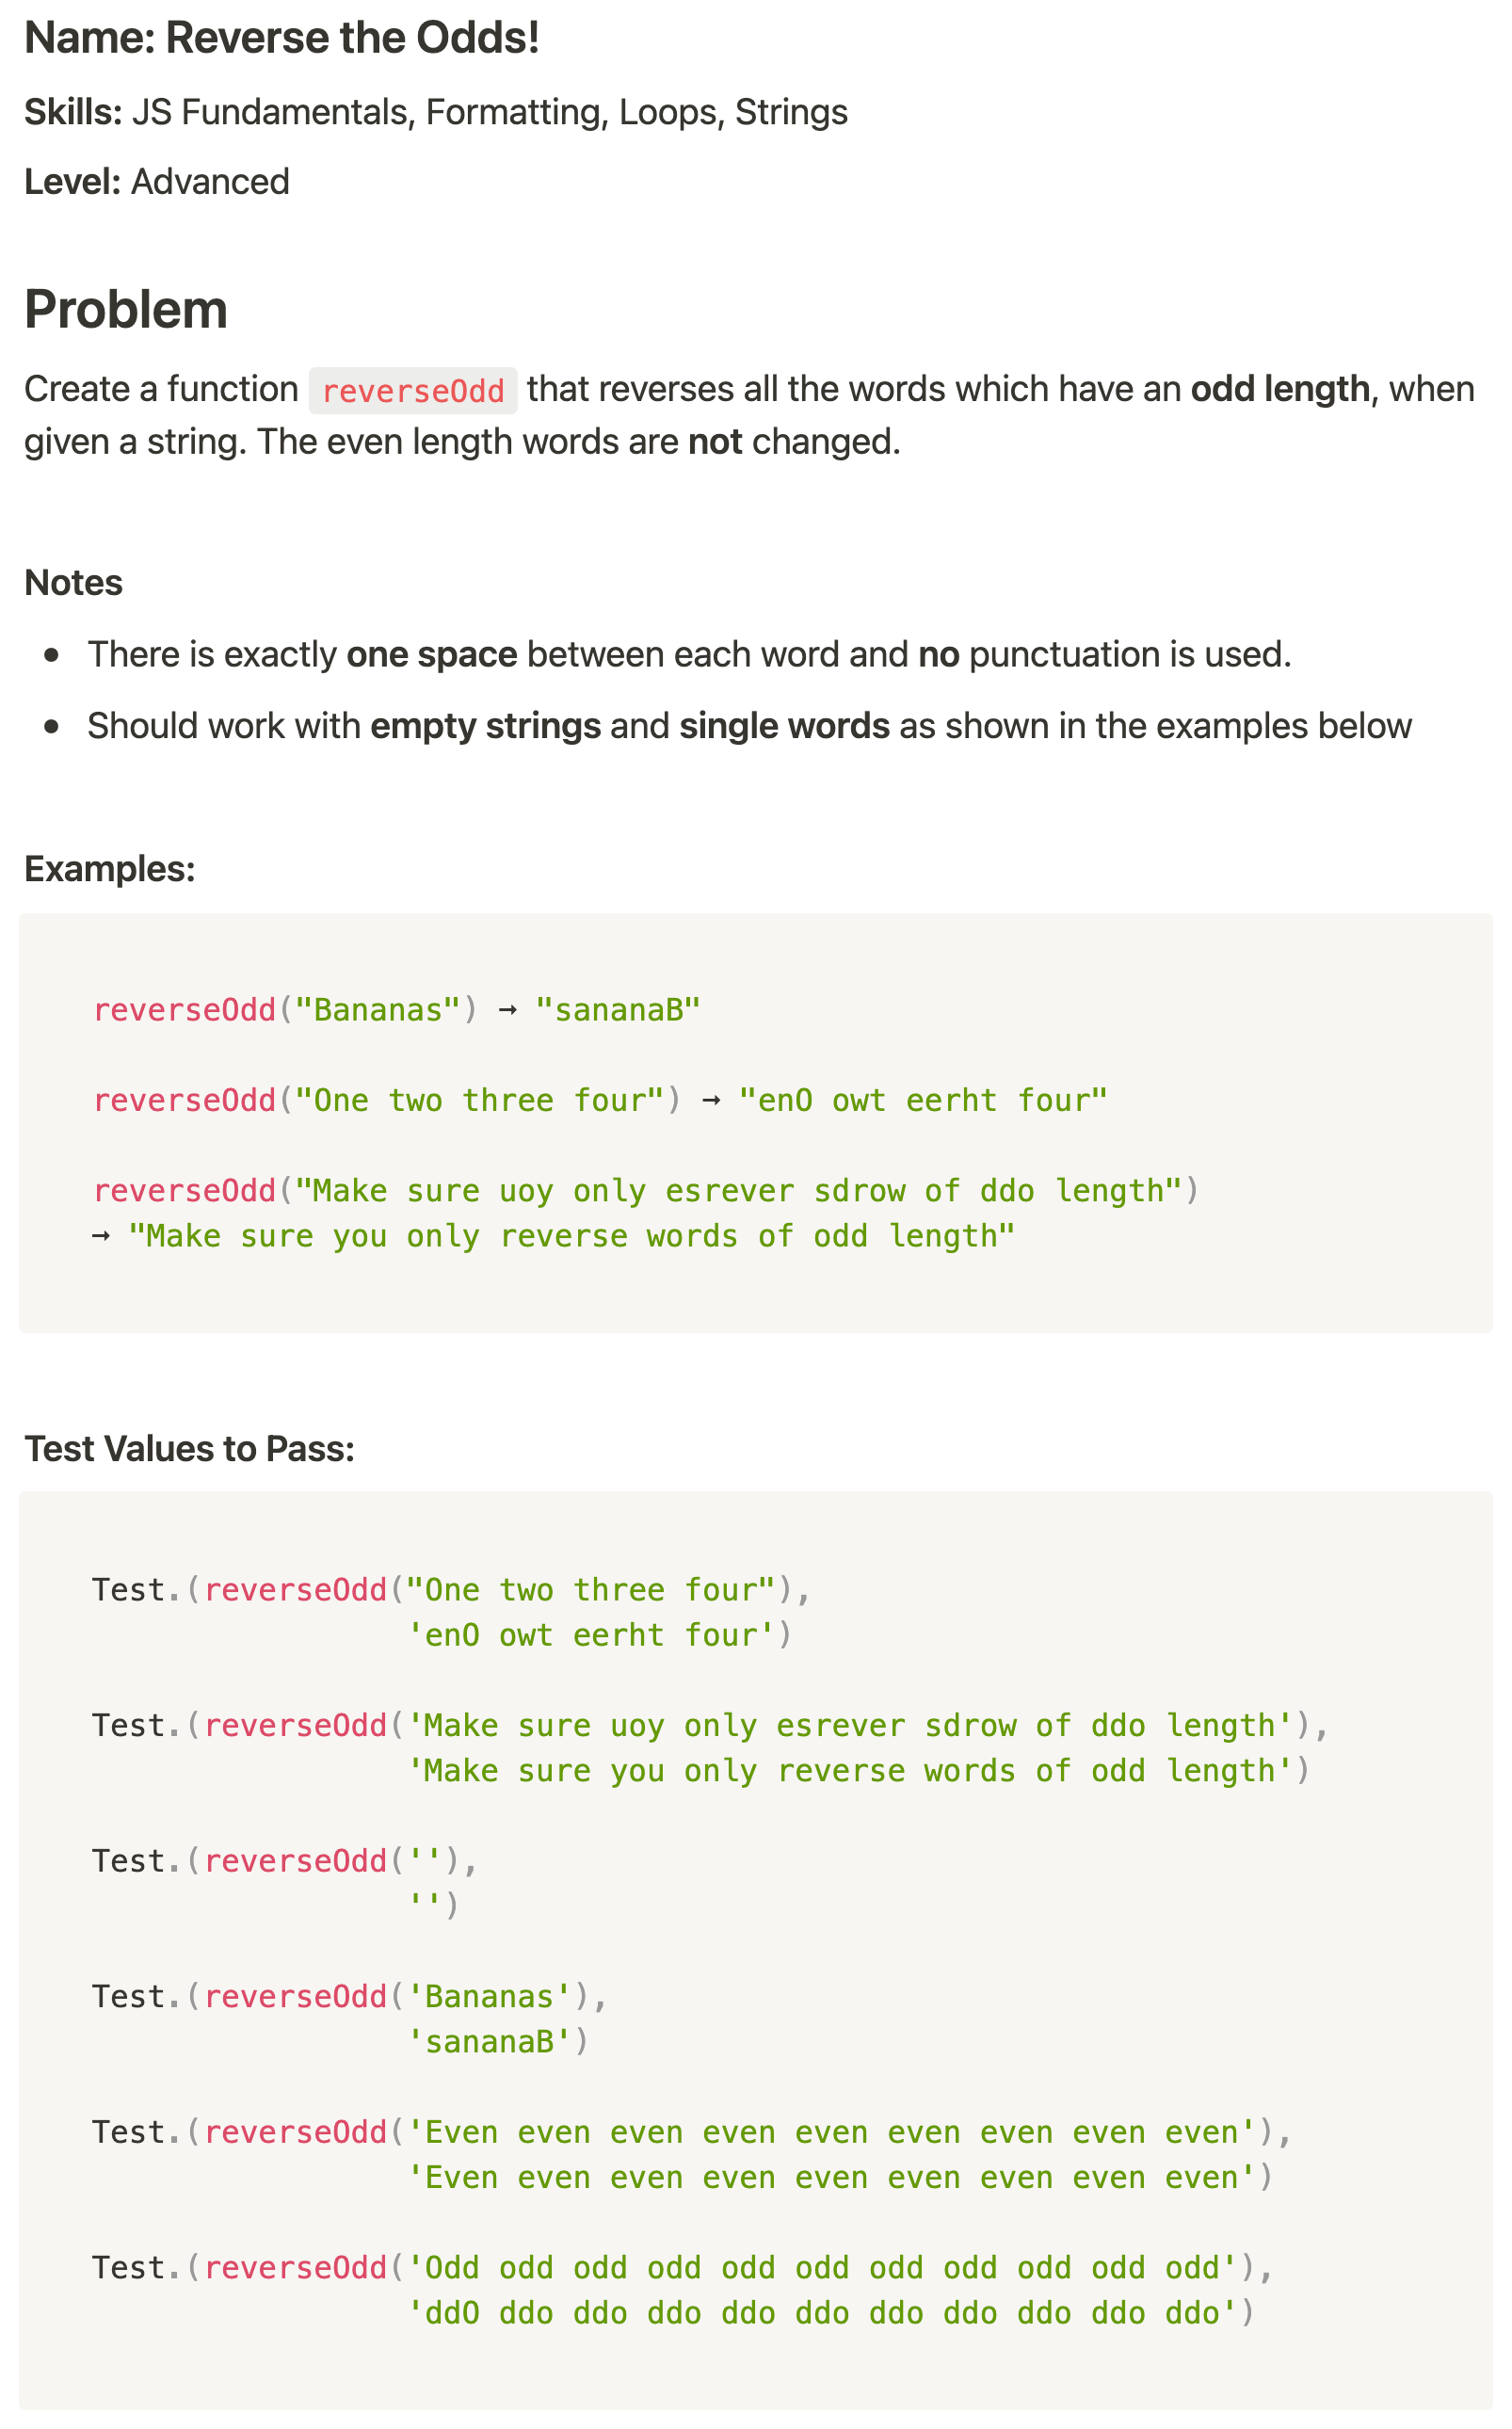 Name: Reverse the Odds!
Skills: JS Fundamentals, Formatting, Loops, Strings
Level: Advanced
Problem
Create a function reverseOdd that reverses all the words which have an odd length, when
given a string. The even length words are not changed.
Notes
• There is exactly one space between each word and no punctuation is used.
• Should work with empty strings and single words as shown in the examples below
Examples:
reverseOdd("Bananas") → "sananaB"
reverseOdd("One two three four") → "enO owt eerht four"
reverseOdd("Make sure uoy only esrever sdrow of ddo length")
→ "Make sure you only reverse words of odd length"
Test Values to Pass:
Test.(reverseOdd("One two three four"),
'enO owt eerht four')
Test.(reverseOdd('Make sure uoy only esrever sdrow of ddo length'),
'Make sure you only reverse words of odd length')
Test.(reverseOdd(''),
'')
Test.(reverseOdd('Bananas'),
'sananaB')
Test.(reverseOdd('Even even even even even even even even even'),
'Even even even even even even even even even')
Test.(reverseOdd('Odd odd odd odd odd odd odd odd odd odd odd'),
'ddO ddo ddo ddo ddo ddo ddo ddo ddo ddo ddo')